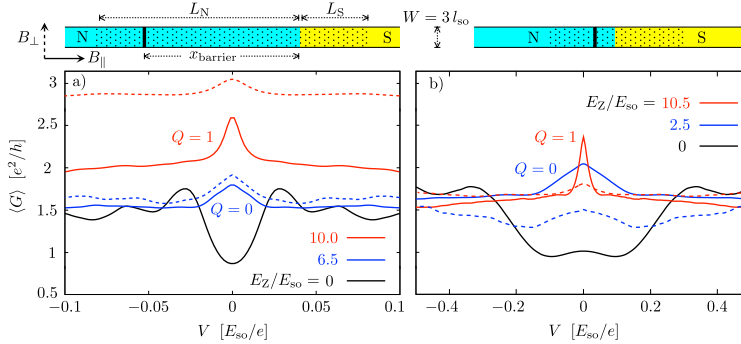 L_N L_S W = 3 l_so
B_⊥ N S N S
B_∥ x_barrier
a) b)
3 E_Z/E_so = 10.5
2.5 Q = 1 Q = 1 2.5
2 Q = 0 0
⟨G⟩ [e²/h]
1.5 Q = 0
10.0
1 6.5
E_Z/E_so = 0
0.5
−0.1 −0.05 0 0.05 0.1 −0.4 −0.2 0 0.2 0.4
V [E_so/e] V [E_so/e]